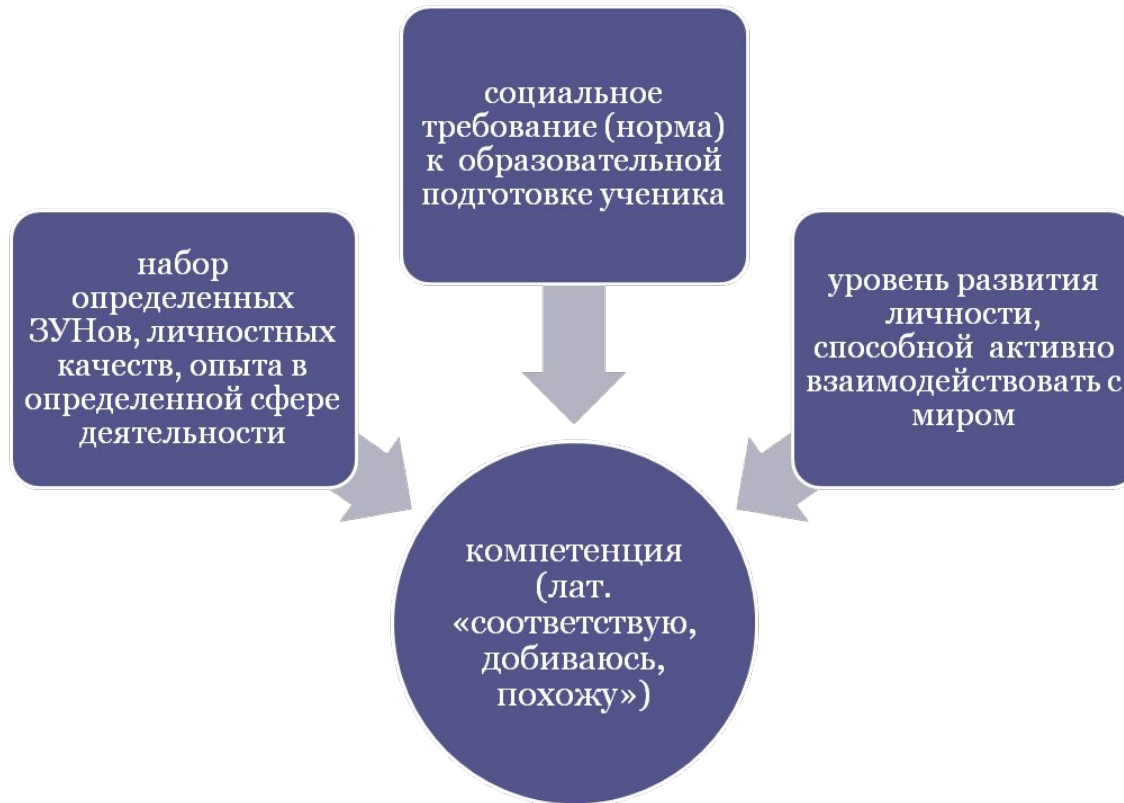 социальное
требование (норма)
к образовательной
подготовке ученика
набор
определенных
ЗУНов, личностных
качеств, опыта в
определенной сфере
деятельности
уровень развития
личности,
способной активно
взаимодействовать с
миром
компетенция
(лат.
«соответствую,
добиваюсь,
похожу»)